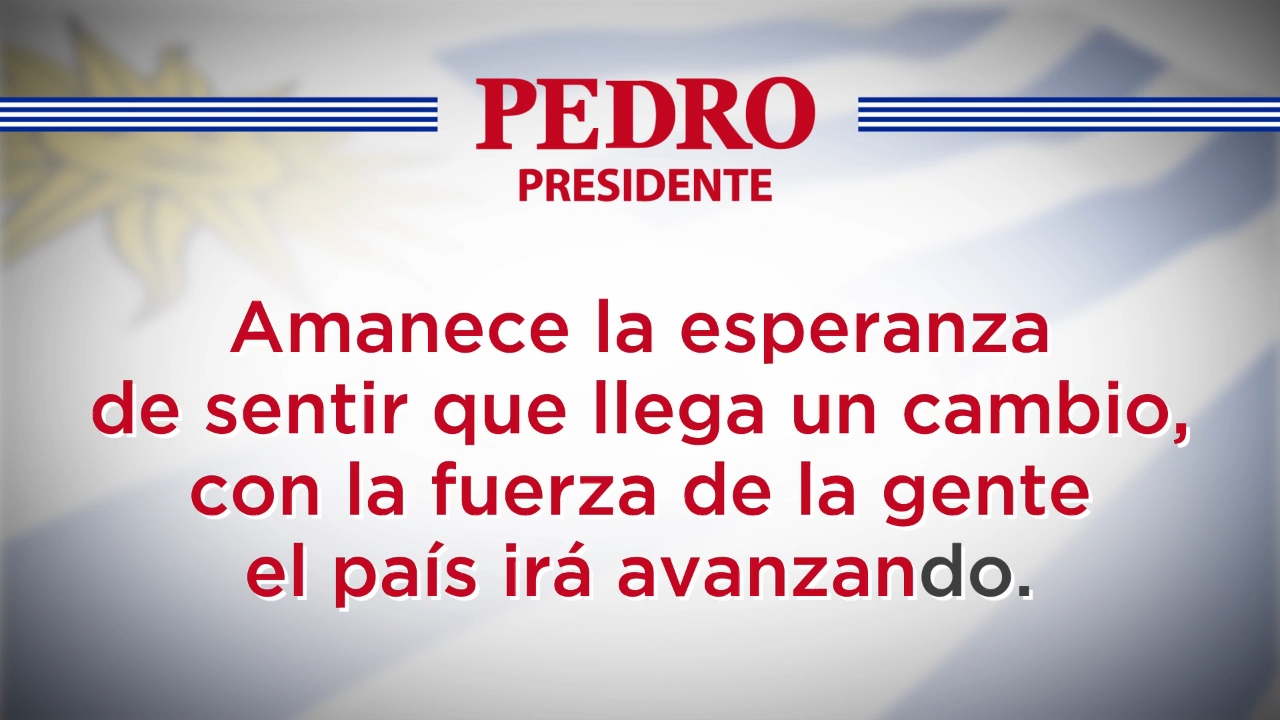 PEDRO
PRESIDENTE
Amanece la esperanza
de sentir que llega un cambio,
con la fuerza de la gente
el país irá avanzando.